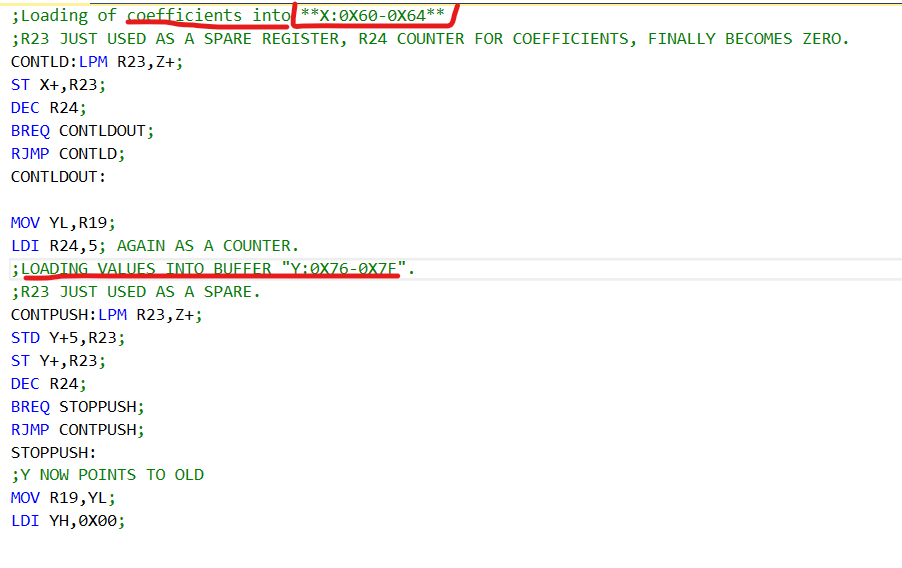 ;Loading of coefficients into **X:0X60-0X64**
;R23 JUST USED AS A SPARE REGISTER, R24 COUNTER FOR COEFFICIENTS, FINALLY BECOMES ZERO.
CONTLD:LPM R23,Z+;
ST X+,R23;
DEC R24;
BREQ CONTLDOUT;
RJMP CONTLD;
CONTLDOUT:
MOV YL,R19;
LDI R24,5; AGAIN AS A COUNTER.
;LOADING VALUES INTO BUFFER "Y:0X76-0X7F".
;R23 JUST USED AS A SPARE.
CONTPUSH:LPM R23,Z+;
STD Y+5,R23;
ST Y+,R23;
DEC R24;
BREQ STOPPUSH;
RJMP CONTPUSH;
STOPPUSH:
;Y NOW POINTS TO OLD
MOV R19,YL;
LDI YH,0X00;